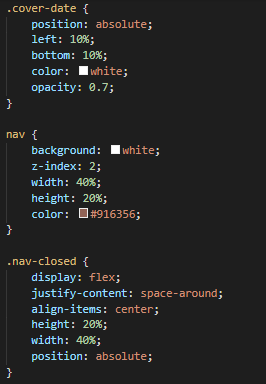 .cover-date {
position: absolute;
left: 10%;
bottom: 10%;
color: white;
opacity: 0.7;
}
nav {
background: white;
z-index: 2;
width: 40%;
height: 20%;
color: #916356;
}
.nav-closed {
display: flex;
justify-content: space-around;
align-items: center;
height: 20%;
width: 40%;
position: absolute;
}